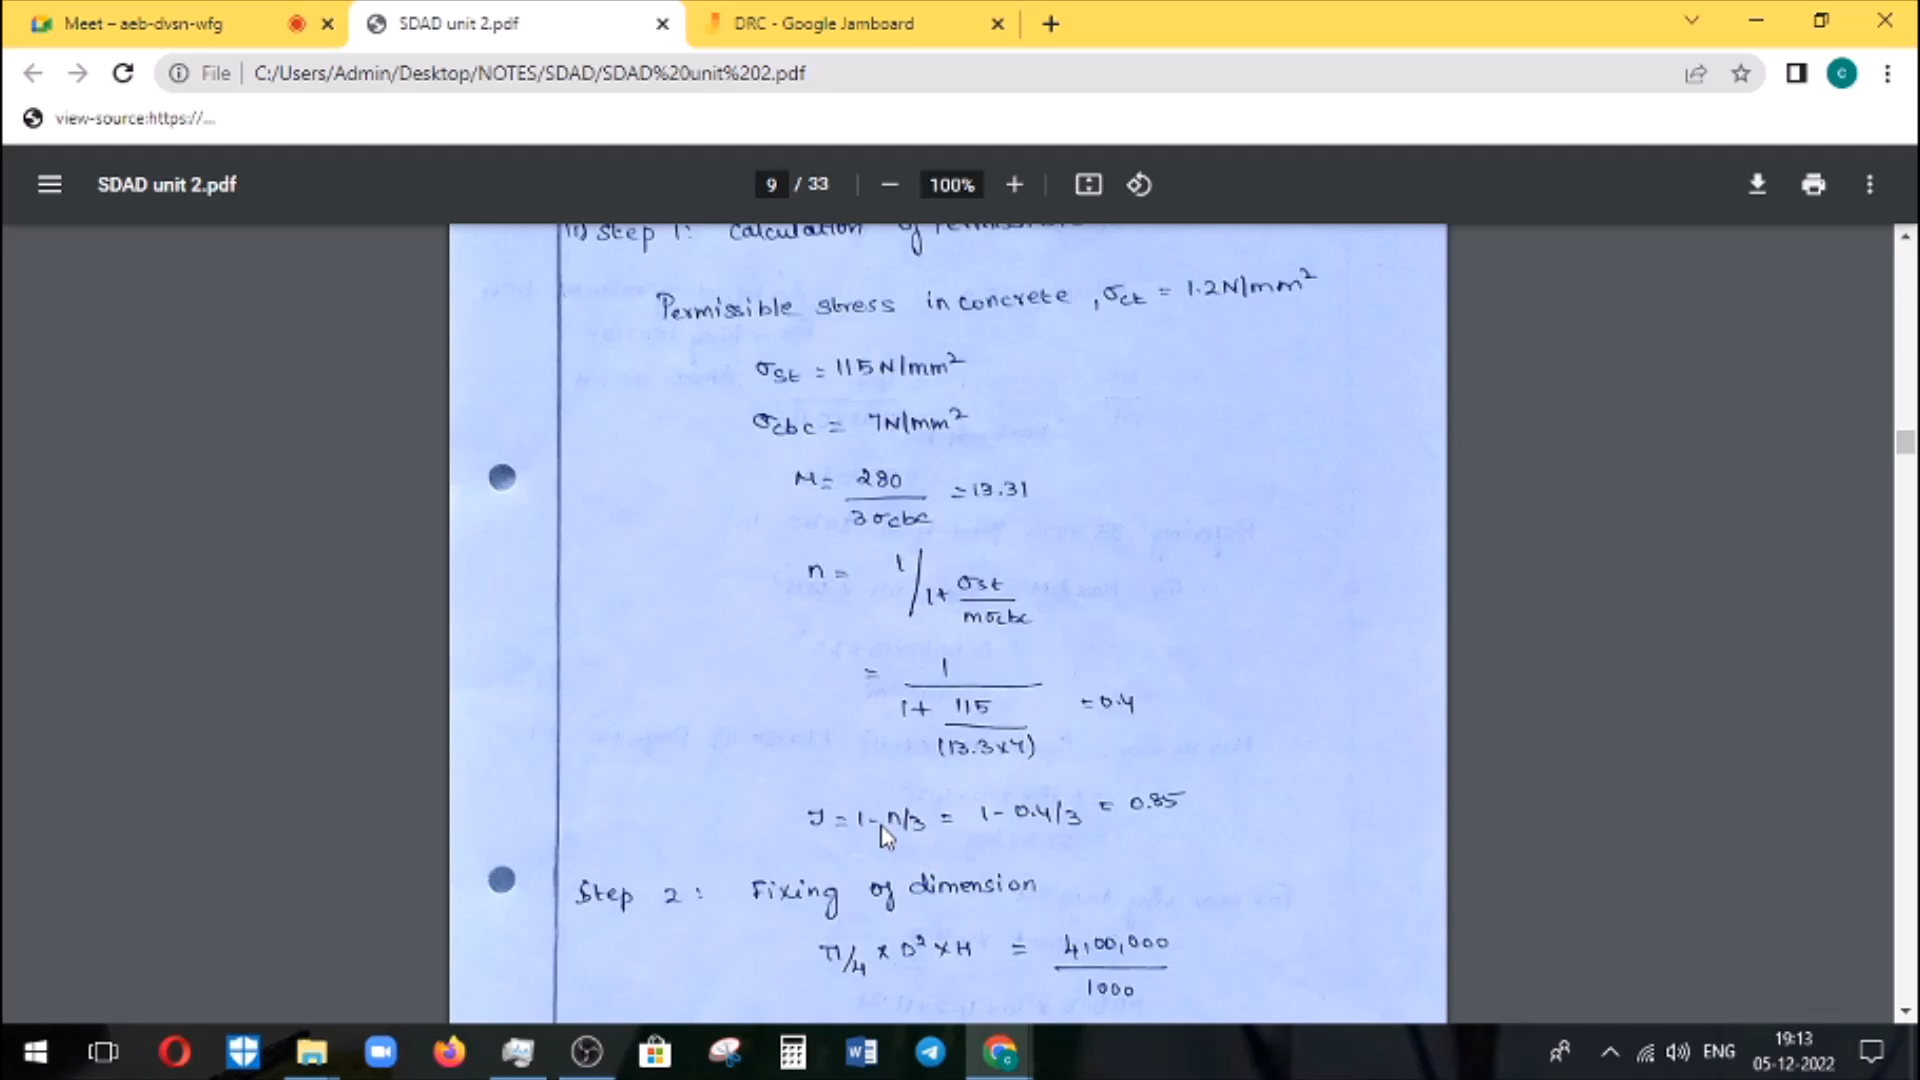 Meet – aeb-dvsn-wfg
SDAD unit 2.pdf
DRC - Google Jamboard
File
C:/Users/Admin/Desktop/NOTES/SDAD/SDAD%20unit%202.pdf
c
view-source:https://...
SDAD unit 2.pdf
9 / 33
100%
ii) Step 1: Calculation of
Permissible stress in concrete, σct = 1.2N/mm²
σst = 115N/mm²
σcbc = 7N/mm²
M = 280 / 3σcbc = 13.31
n = 1 / 1+ σst / mσcbc
= 1 / 1+ 115 / (13.3x7) = 0.4
J = 1-n/3 = 1 - 0.4/3 = 0.85
Step 2: Fixing of dimension
π/4 x D² x H = 4,00,000 / 1000
ENG
19:13
05-12-2022